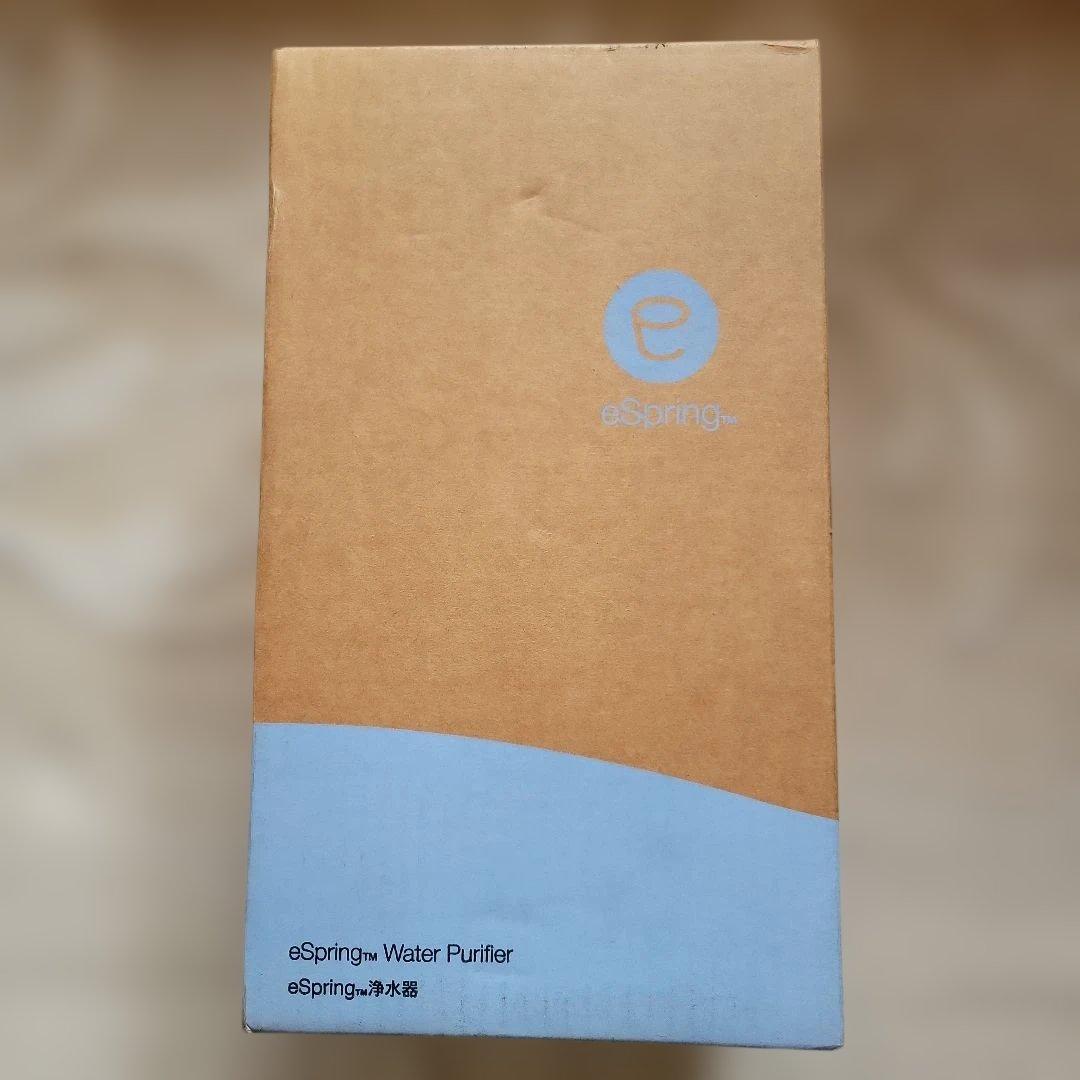 e
eSpring™
eSpring™ Water Purifier
eSpring™浄水器